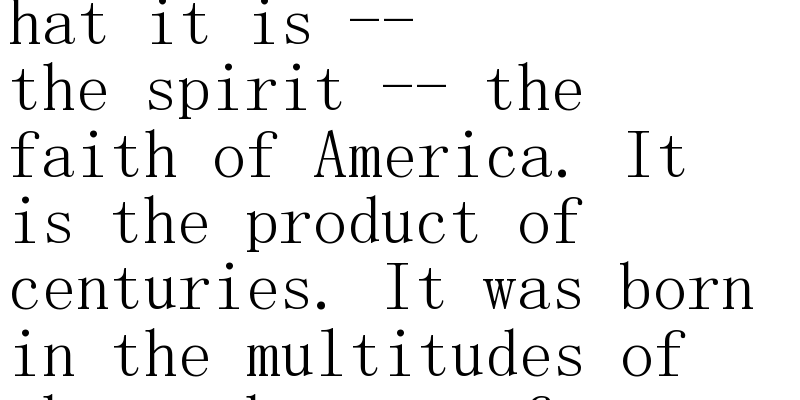 hat it is --
the spirit -- the
faith of America. It
is the product of
centuries. It was born
in the multitudes of